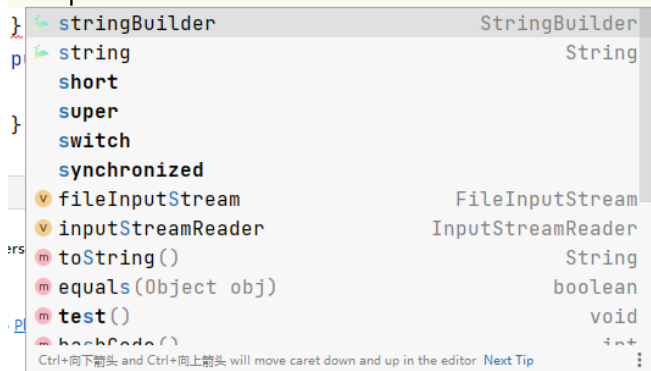 } stringBuilder StringBuilder
string String
short
super
} switch
synchronized
v fileInputStream FileInputStream
v inputStreamReader InputStreamReader
m toString() String
m equals(Object obj) boolean
m test() void
m hashCode() int
Ctrl+向下箭头 and Ctrl+向上箭头 will move caret down and up in the editor Next Tip